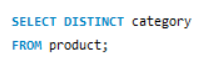 SELECT DISTINCT category
FROM product;